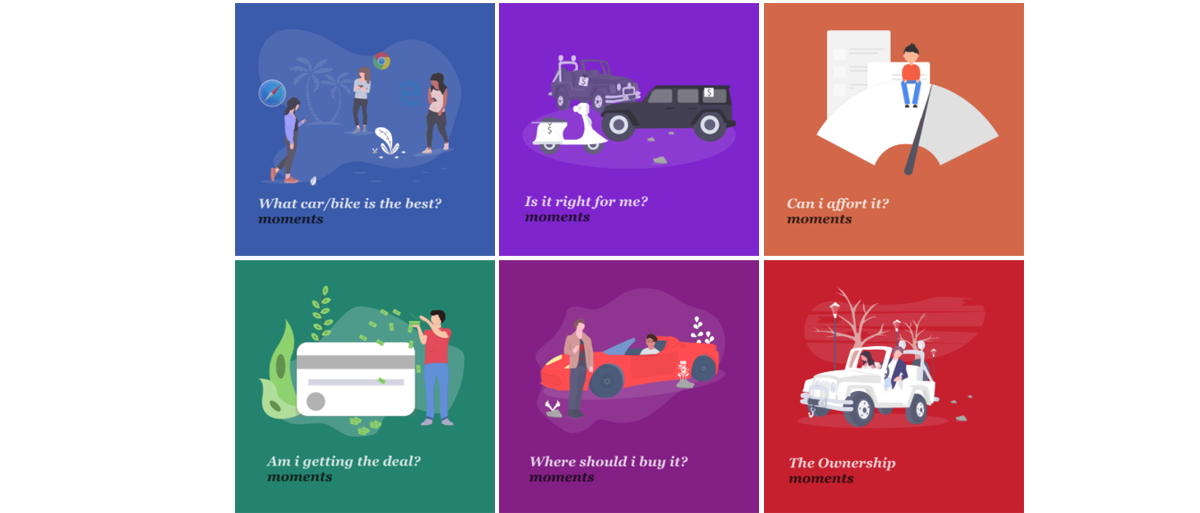 What car/bike is the best?
moments
Is it right for me?
moments
Can i affort it?
moments
Am i getting the deal?
moments
Where should i buy it?
moments
The Ownership
moments